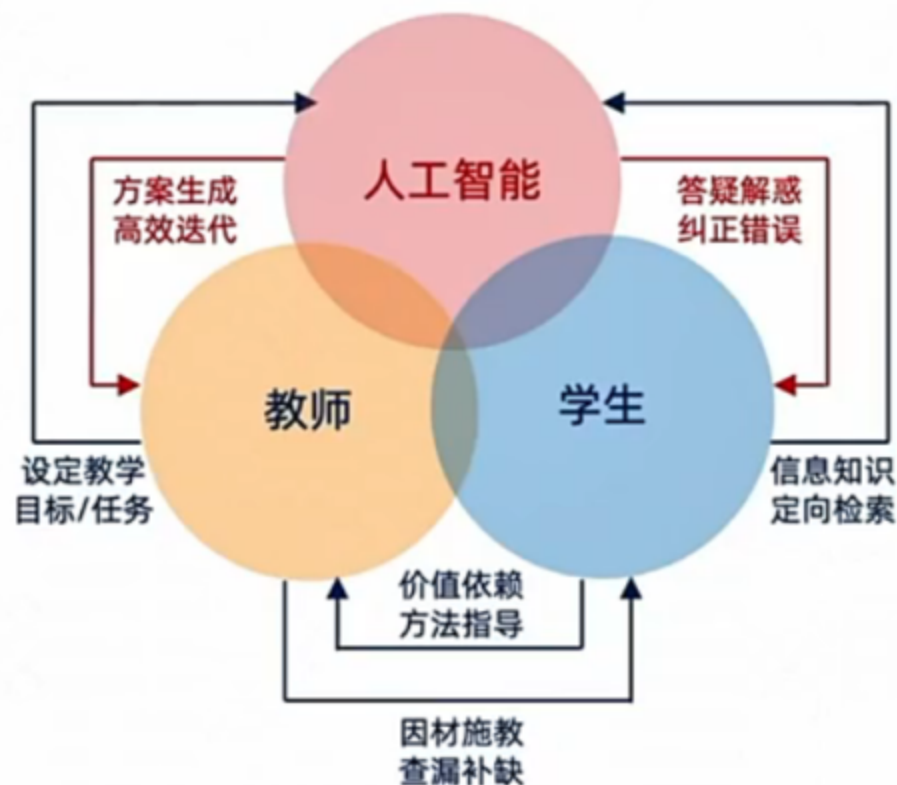 人工智能
方案生成
高效迭代
答疑解惑
纠正错误
教师
学生
设定教学
目标/任务
信息知识
定向检索
价值依赖
方法指导
因材施教
查漏补缺